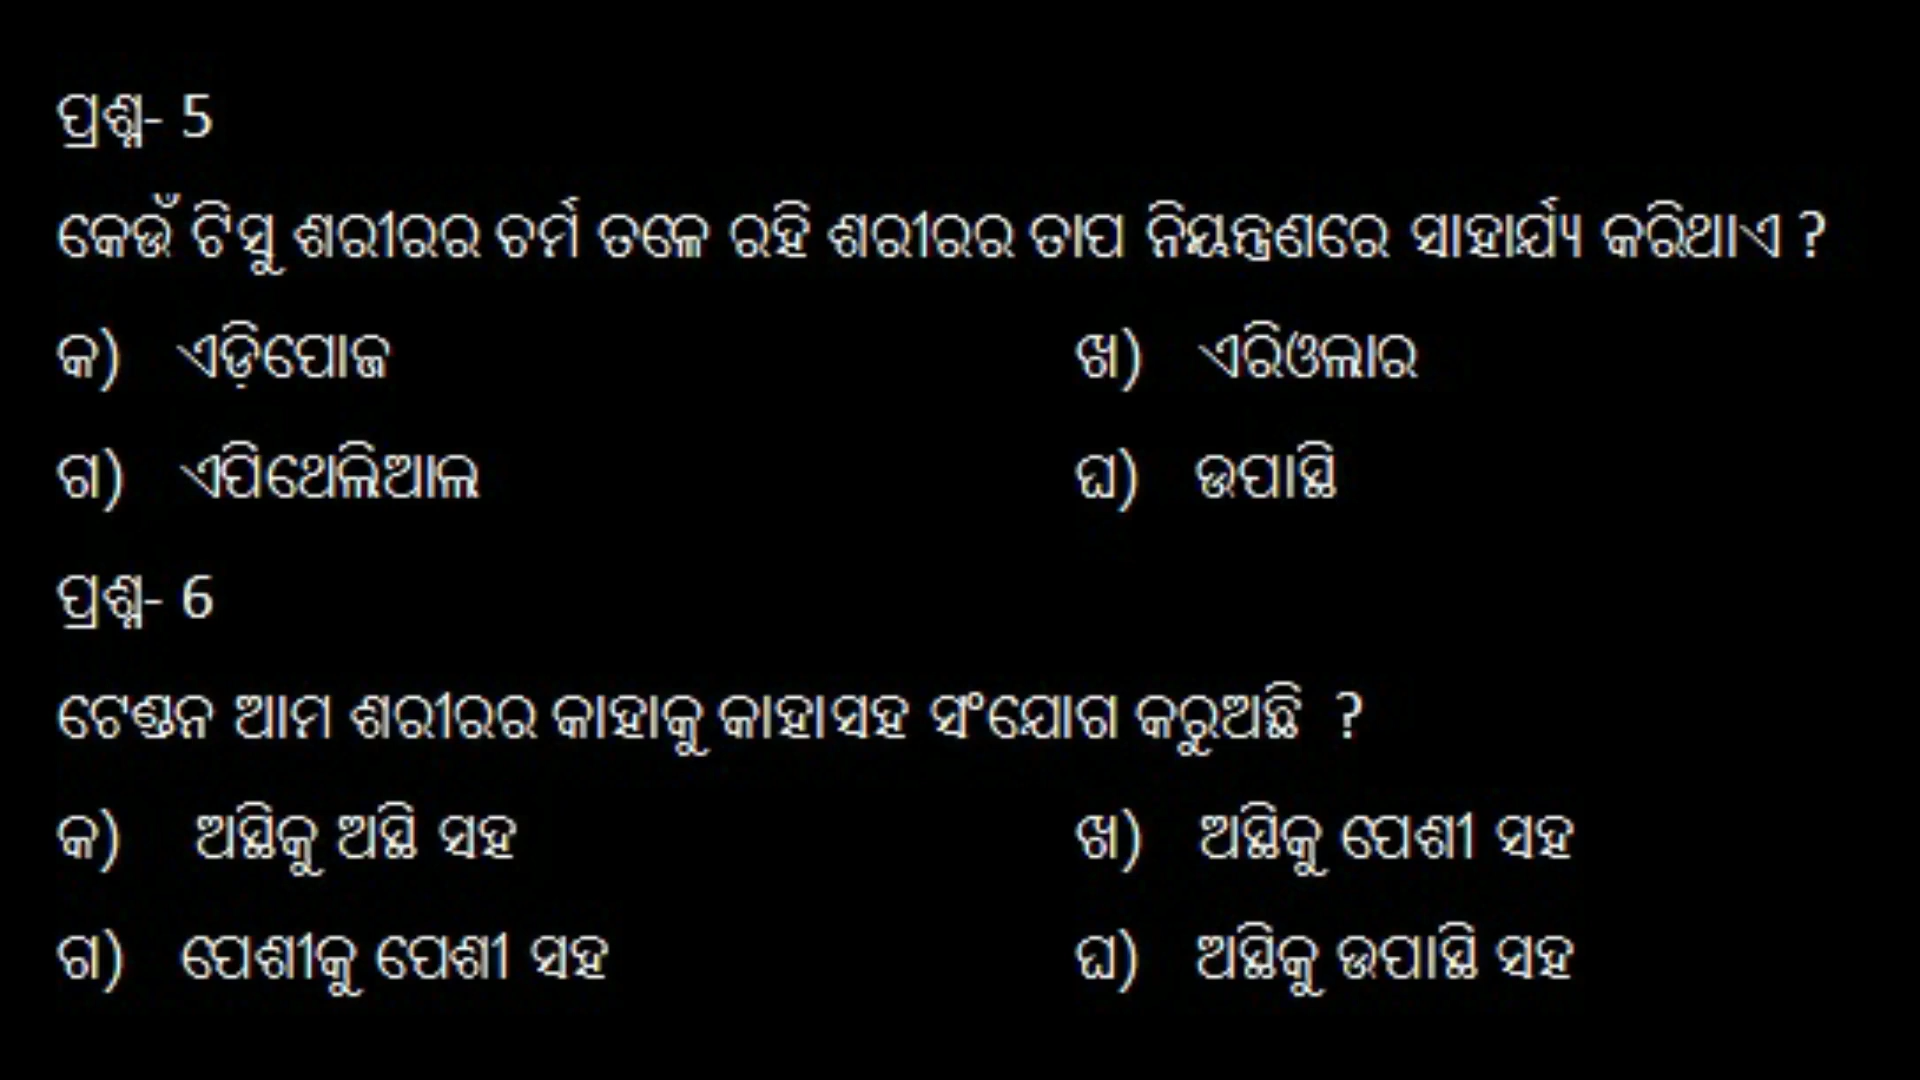 ପ୍ରଶ୍ନ- 5
କେଉଁ ଟିସୁ ଶରୀରର ଚର୍ମ ତଳେ ରହି ଶରୀରର ତାପ ନିୟନ୍ତ୍ରଣରେ ସାହାର୍ଯ୍ୟ କରିଥାଏ ?
କ) ଏଡ଼ିପୋଜ ଖ) ଏରିଓଲାର
ଗ) ଏପିଥେଲିଆଲ ଘ) ଉପାସ୍ଥି
ପ୍ରଶ୍ନ- 6
ଟେଣ୍ଡନ ଆମ ଶରୀରର କାହାକୁ କାହାସହ ସଂଯୋଗ କରୁଅଛି ?
କ) ଅସ୍ଥିକୁ ଅସ୍ଥି ସହ ଖ) ଅସ୍ଥିକୁ ପେଶୀ ସହ
ଗ) ପେଶୀକୁ ପେଶୀ ସହ ଘ) ଅସ୍ଥିକୁ ଉପାସ୍ଥି ସହ